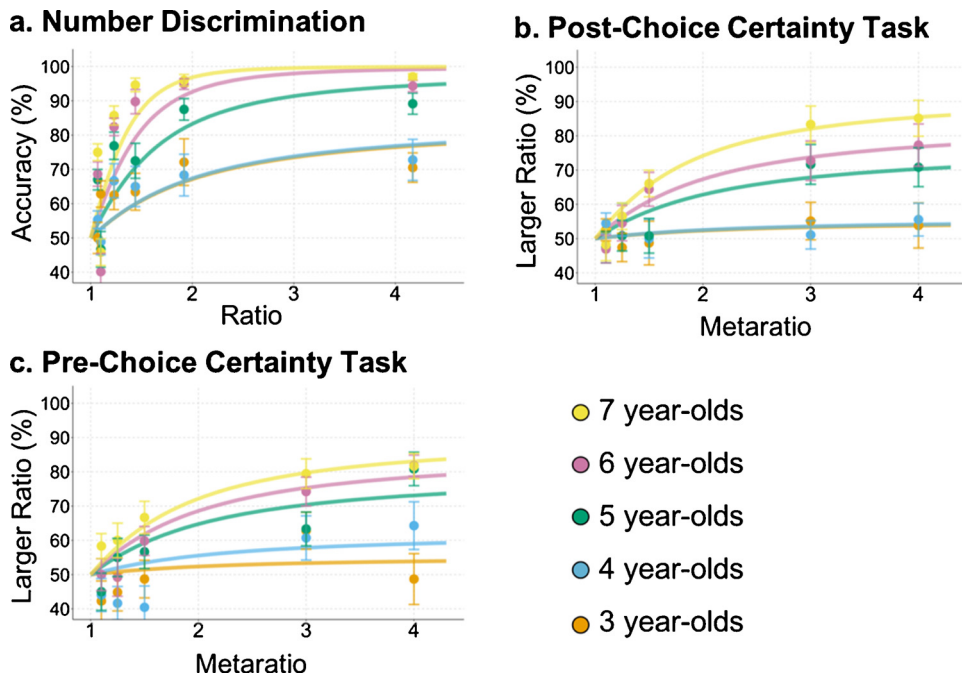 a. Number Discrimination
Accuracy (%)
100
90
80
70
60
50
40
1 2 3 4
Ratio
b. Post-Choice Certainty Task
Larger Ratio (%)
100
90
80
70
60
50
40
1 2 3 4
Metaratio
c. Pre-Choice Certainty Task
Larger Ratio (%)
100
90
80
70
60
50
40
1 2 3 4
Metaratio
7 year-olds
6 year-olds
5 year-olds
4 year-olds
3 year-olds